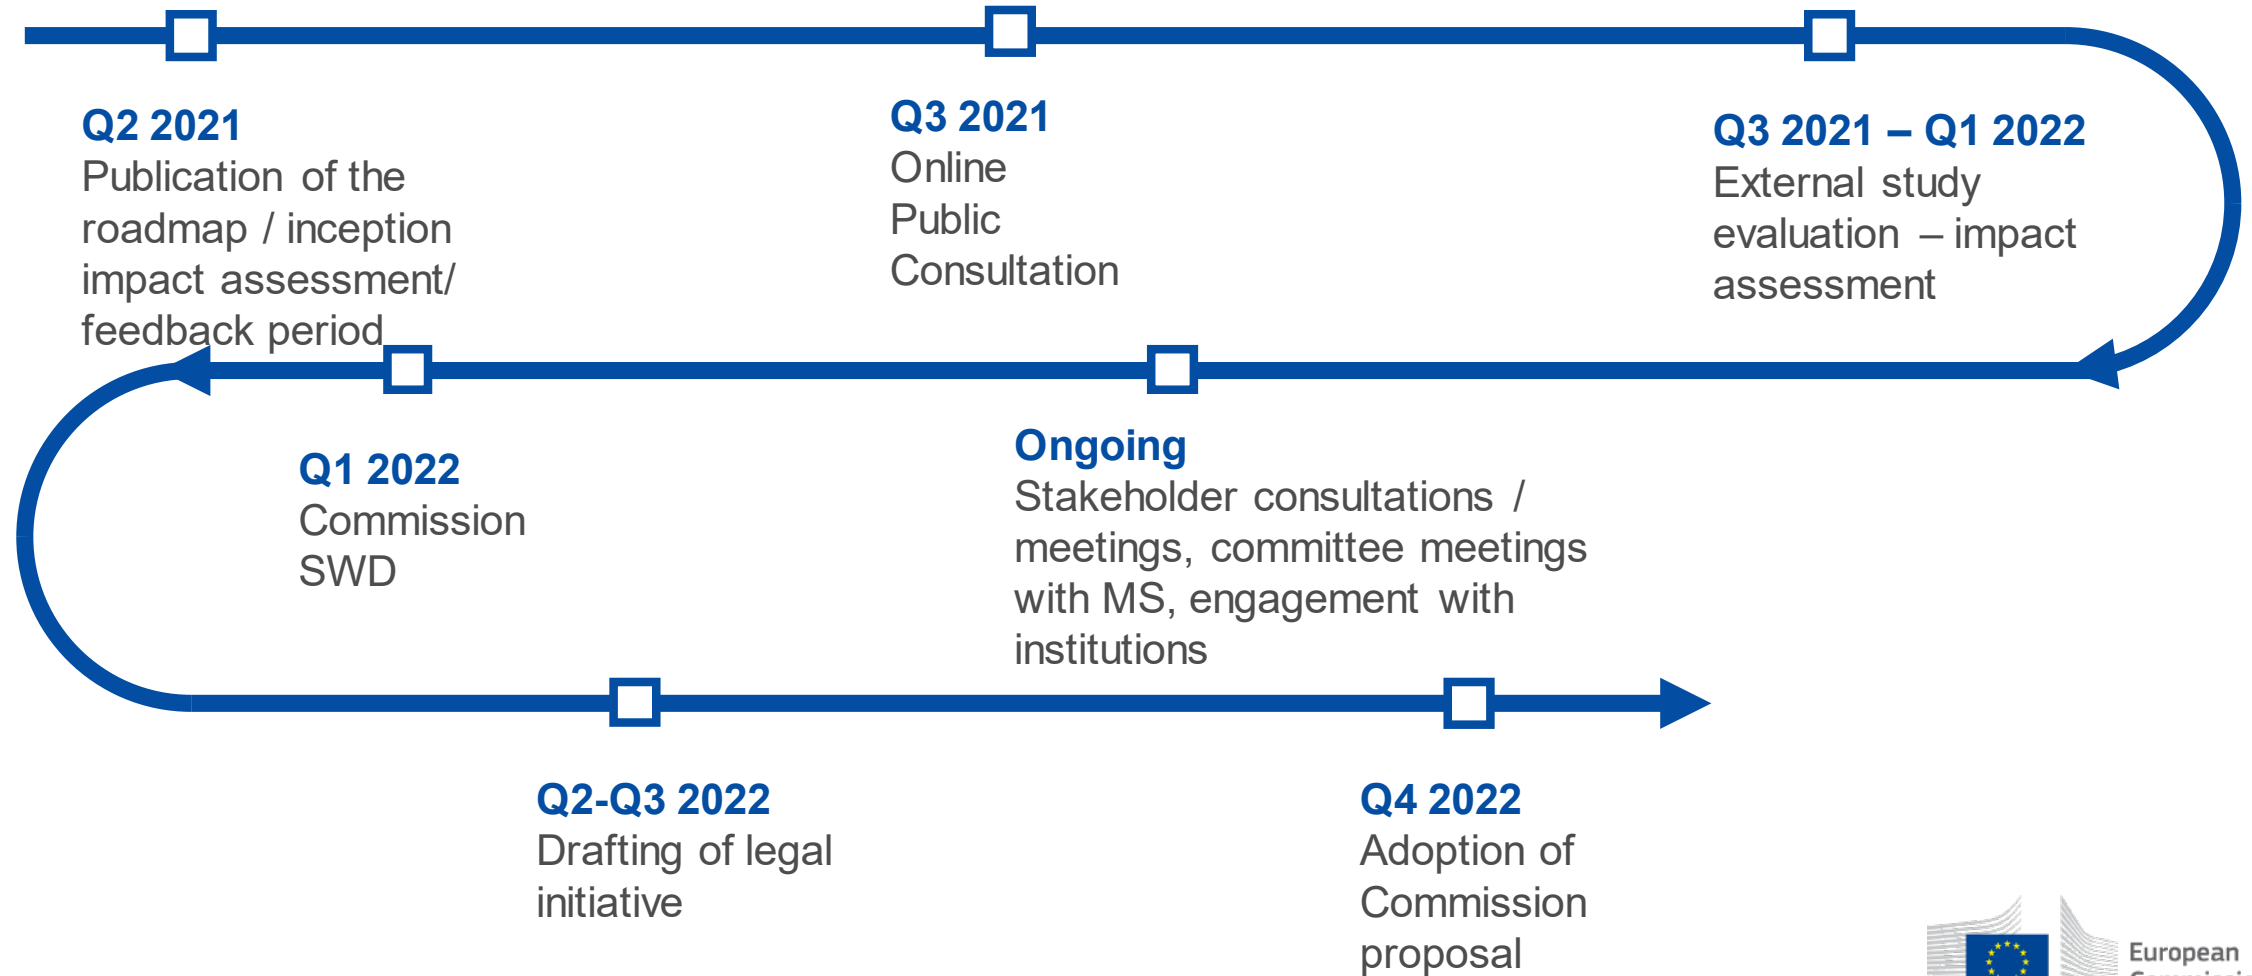 Q2 2021
Publication of the
roadmap / inception
impact assessment/
feedback period
Q3 2021
Online
Public
Consultation
Q3 2021 – Q1 2022
External study
evaluation – impact
assessment
Ongoing
Stakeholder consultations /
meetings, committee meetings
with MS, engagement with
institutions
Q1 2022
Commission
SWD
Q2-Q3 2022
Drafting of legal
initiative
Q4 2022
Adoption of
Commission
proposal
European